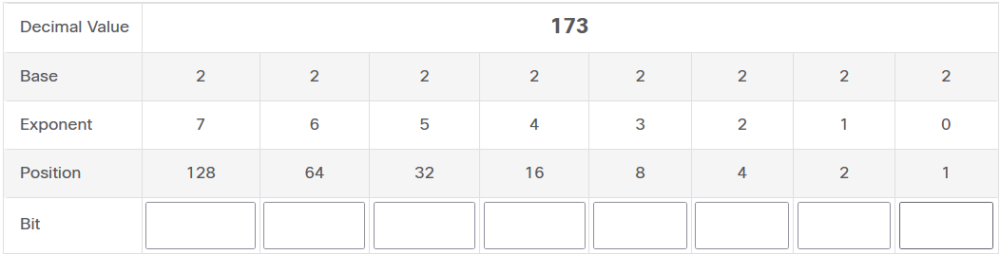 Decimal Value 173
Base 2 2 2 2 2 2 2 2
Exponent 7 6 5 4 3 2 1 0
Position 128 64 32 16 8 4 2 1
Bit